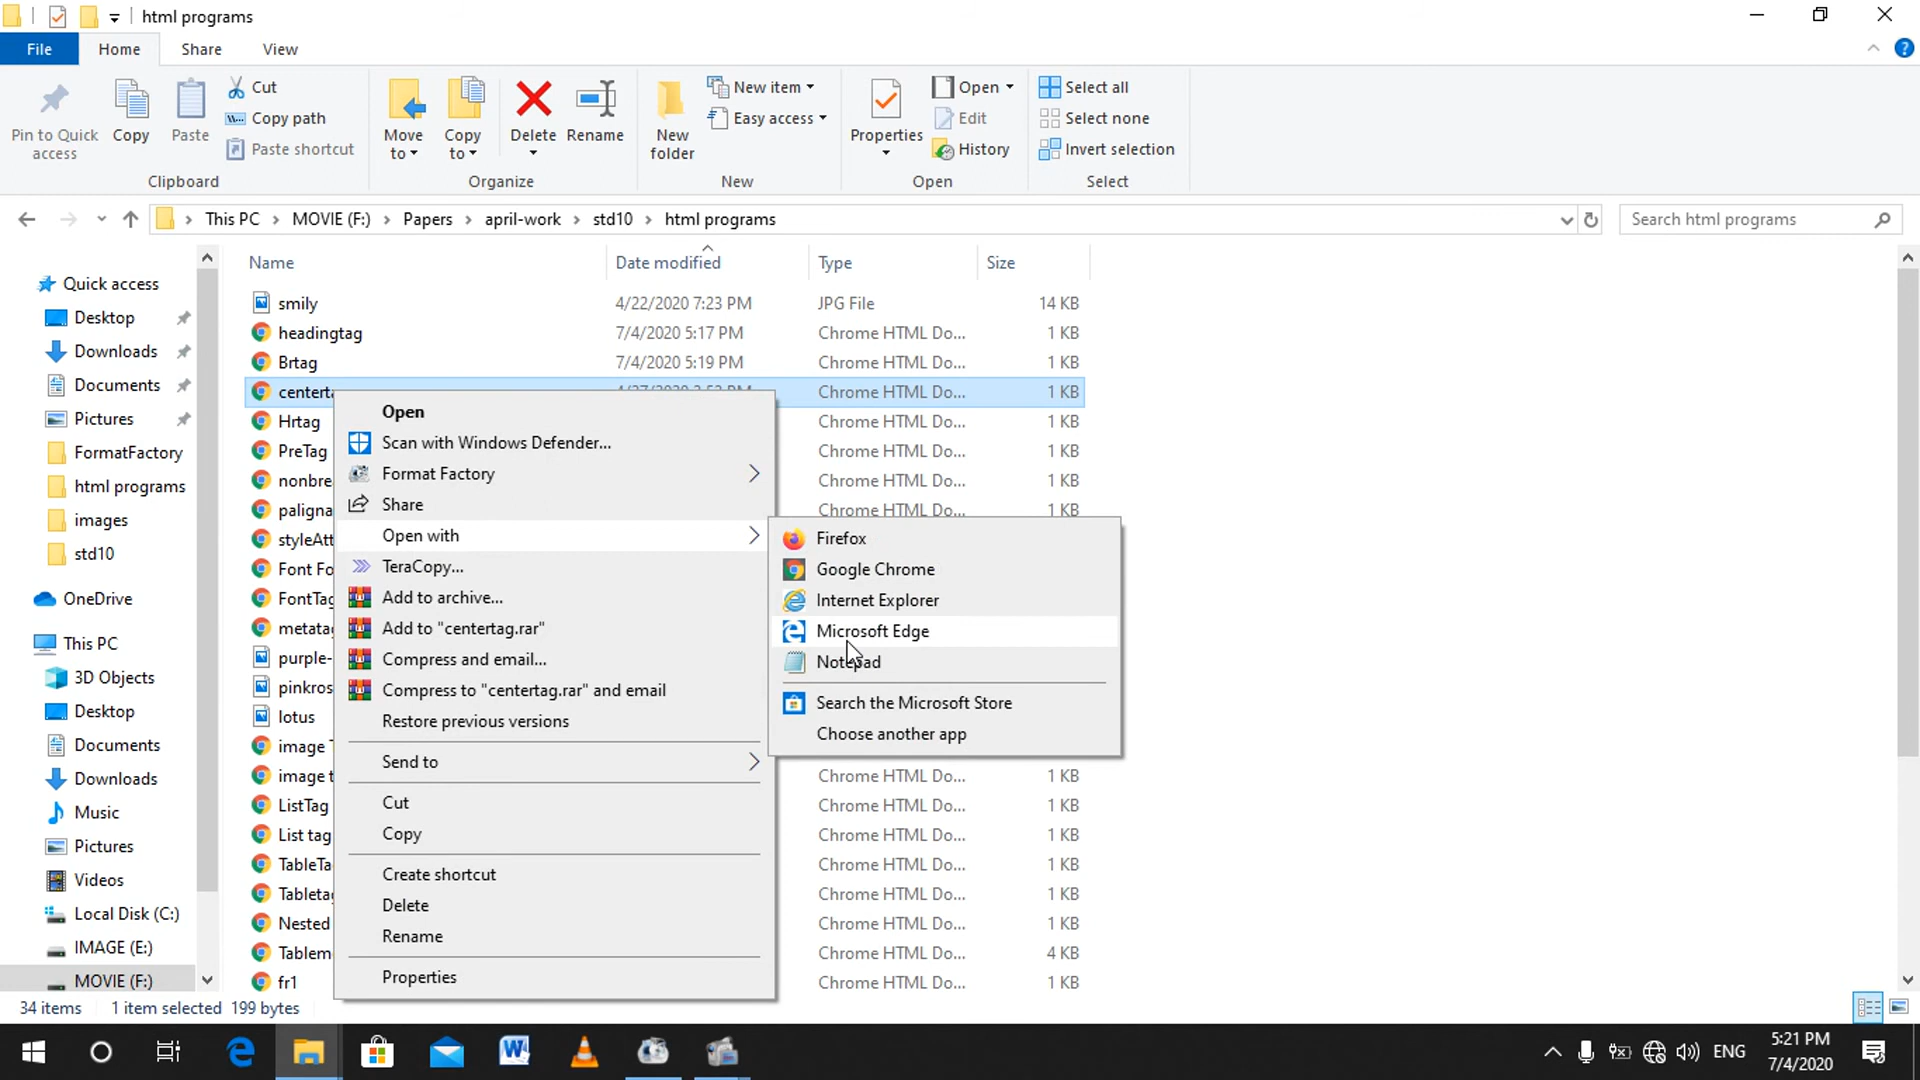 html programs
File Home Share View
Pin to Quick access
Copy
Paste
Cut
Copy path
Paste shortcut
Clipboard
Move to
Copy to
Delete
Rename
Organize
New folder
New item
Easy access
New
Properties
Open
Edit
History
Open
Select all
Select none
Invert selection
Select
This PC > MOVIE (F:) > Papers > april-work > std10 > html programs
Search html programs
Quick access
Desktop
Downloads
Documents
Pictures
FormatFactory
html programs
images
std10
OneDrive
This PC
3D Objects
Desktop
Documents
Downloads
Music
Pictures
Videos
Local Disk (C:)
IMAGE (E:)
MOVIE (F:)
Name Date modified Type Size
smily 4/22/2020 7:23 PM JPG File 14 KB
headingtag 7/4/2020 5:17 PM Chrome HTML Do... 1 KB
Brtag 7/4/2020 5:19 PM Chrome HTML Do... 1 KB
centerta Chrome HTML Do... 1 KB
Hrtag Chrome HTML Do... 1 KB
PreTag Chrome HTML Do... 1 KB
nonbre Chrome HTML Do... 1 KB
paligna Chrome HTML Do... 1 KB
styleAtt
Font Fo
FontTag
metatag
purple-
pinkros
lotus
image T
image t Chrome HTML Do... 1 KB
ListTag Chrome HTML Do... 1 KB
List tag Chrome HTML Do... 1 KB
TableTa Chrome HTML Do... 1 KB
Tabletag Chrome HTML Do... 1 KB
Nested Chrome HTML Do... 1 KB
Tablem Chrome HTML Do... 4 KB
fr1 Chrome HTML Do... 1 KB
Open
Scan with Windows Defender...
Format Factory
Share
Open with
TeraCopy...
Add to archive...
Add to "centertag.rar"
Compress and email...
Compress to "centertag.rar" and email
Restore previous versions
Send to
Cut
Copy
Create shortcut
Delete
Rename
Properties
Firefox
Google Chrome
Internet Explorer
Microsoft Edge
Notepad
Search the Microsoft Store
Choose another app
34 items 1 item selected 199 bytes
ENG
5:21 PM
7/4/2020